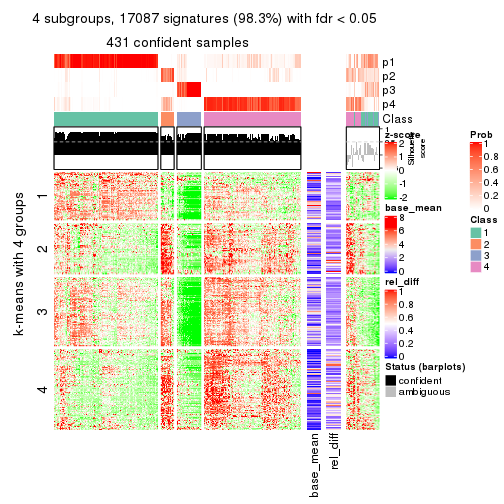 4 subgroups, 17087 signatures (98.3%) with fdr < 0.05
431 confident samples
p1
p2
p3
p4
Class
1
Silhouette
score
z-score
2
1
0
-1
-2
Prob
1
0.8
0.6
0.4
0.2
0
base_mean
8
6
4
2
0
Class
1
2
3
4
rel_diff
1
0.8
0.6
0.4
0.2
0
Status (barplots)
confident
ambiguous
k-means with 4 groups
1
2
3
4
base_mean
rel_diff